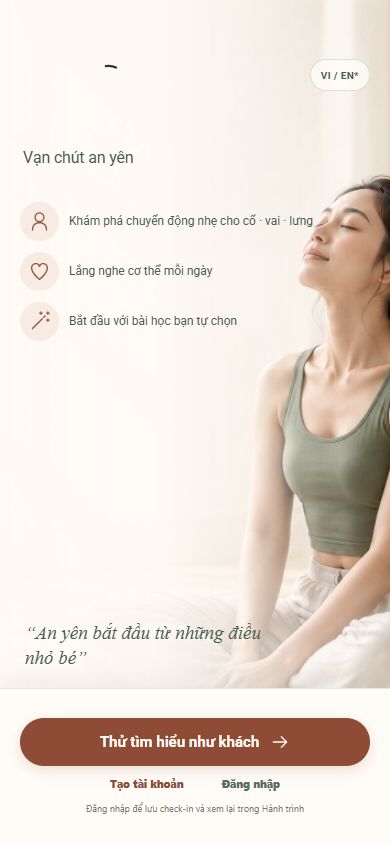 VI / EN*
Vạn chút an yên
Khám phá chuyển động nhẹ cho cổ · vai · lưng
Lắng nghe cơ thể mỗi ngày
Bắt đầu với bài học bạn tự chọn
“An yên bắt đầu từ những điều
nhỏ bé”
Thử tìm hiểu như khách →
Tạo tài khoản Đăng nhập
Đăng nhập để lưu check-in và xem lại trong Hành trình